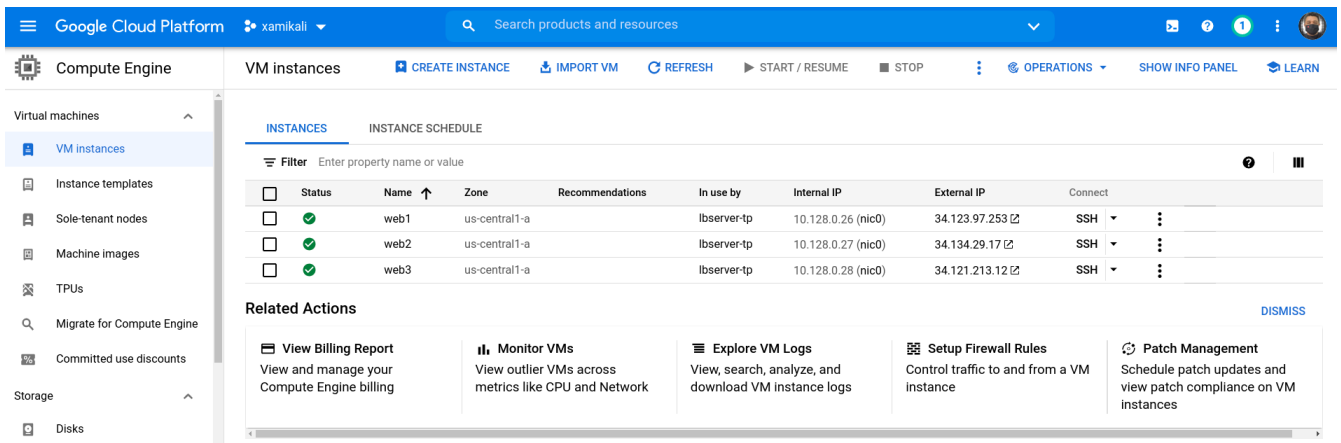 Google Cloud Platform xamikali Search products and resources 1
Compute Engine VM instances CREATE INSTANCE IMPORT VM REFRESH START / RESUME STOP OPERATIONS SHOW INFO PANEL LEARN
Virtual machines
VM instances
Instance templates
Sole-tenant nodes
Machine images
TPUs
Migrate for Compute Engine
Committed use discounts
Storage
Disks
INSTANCES INSTANCE SCHEDULE
Filter Enter property name or value
Status Name Zone Recommendations In use by Internal IP External IP Connect
web1 us-central1-a lbserver-tp 10.128.0.26 (nic0) 34.123.97.253 SSH
web2 us-central1-a lbserver-tp 10.128.0.27 (nic0) 34.134.29.17 SSH
web3 us-central1-a lbserver-tp 10.128.0.28 (nic0) 34.121.213.12 SSH
Related Actions DISMISS
View Billing Report
View and manage your
Compute Engine billing
Monitor VMs
View outlier VMs across
metrics like CPU and Network
Explore VM Logs
View, search, analyze, and
download VM instance logs
Setup Firewall Rules
Control traffic to and from a VM
instance
Patch Management
Schedule patch updates and
view patch compliance on VM
instances